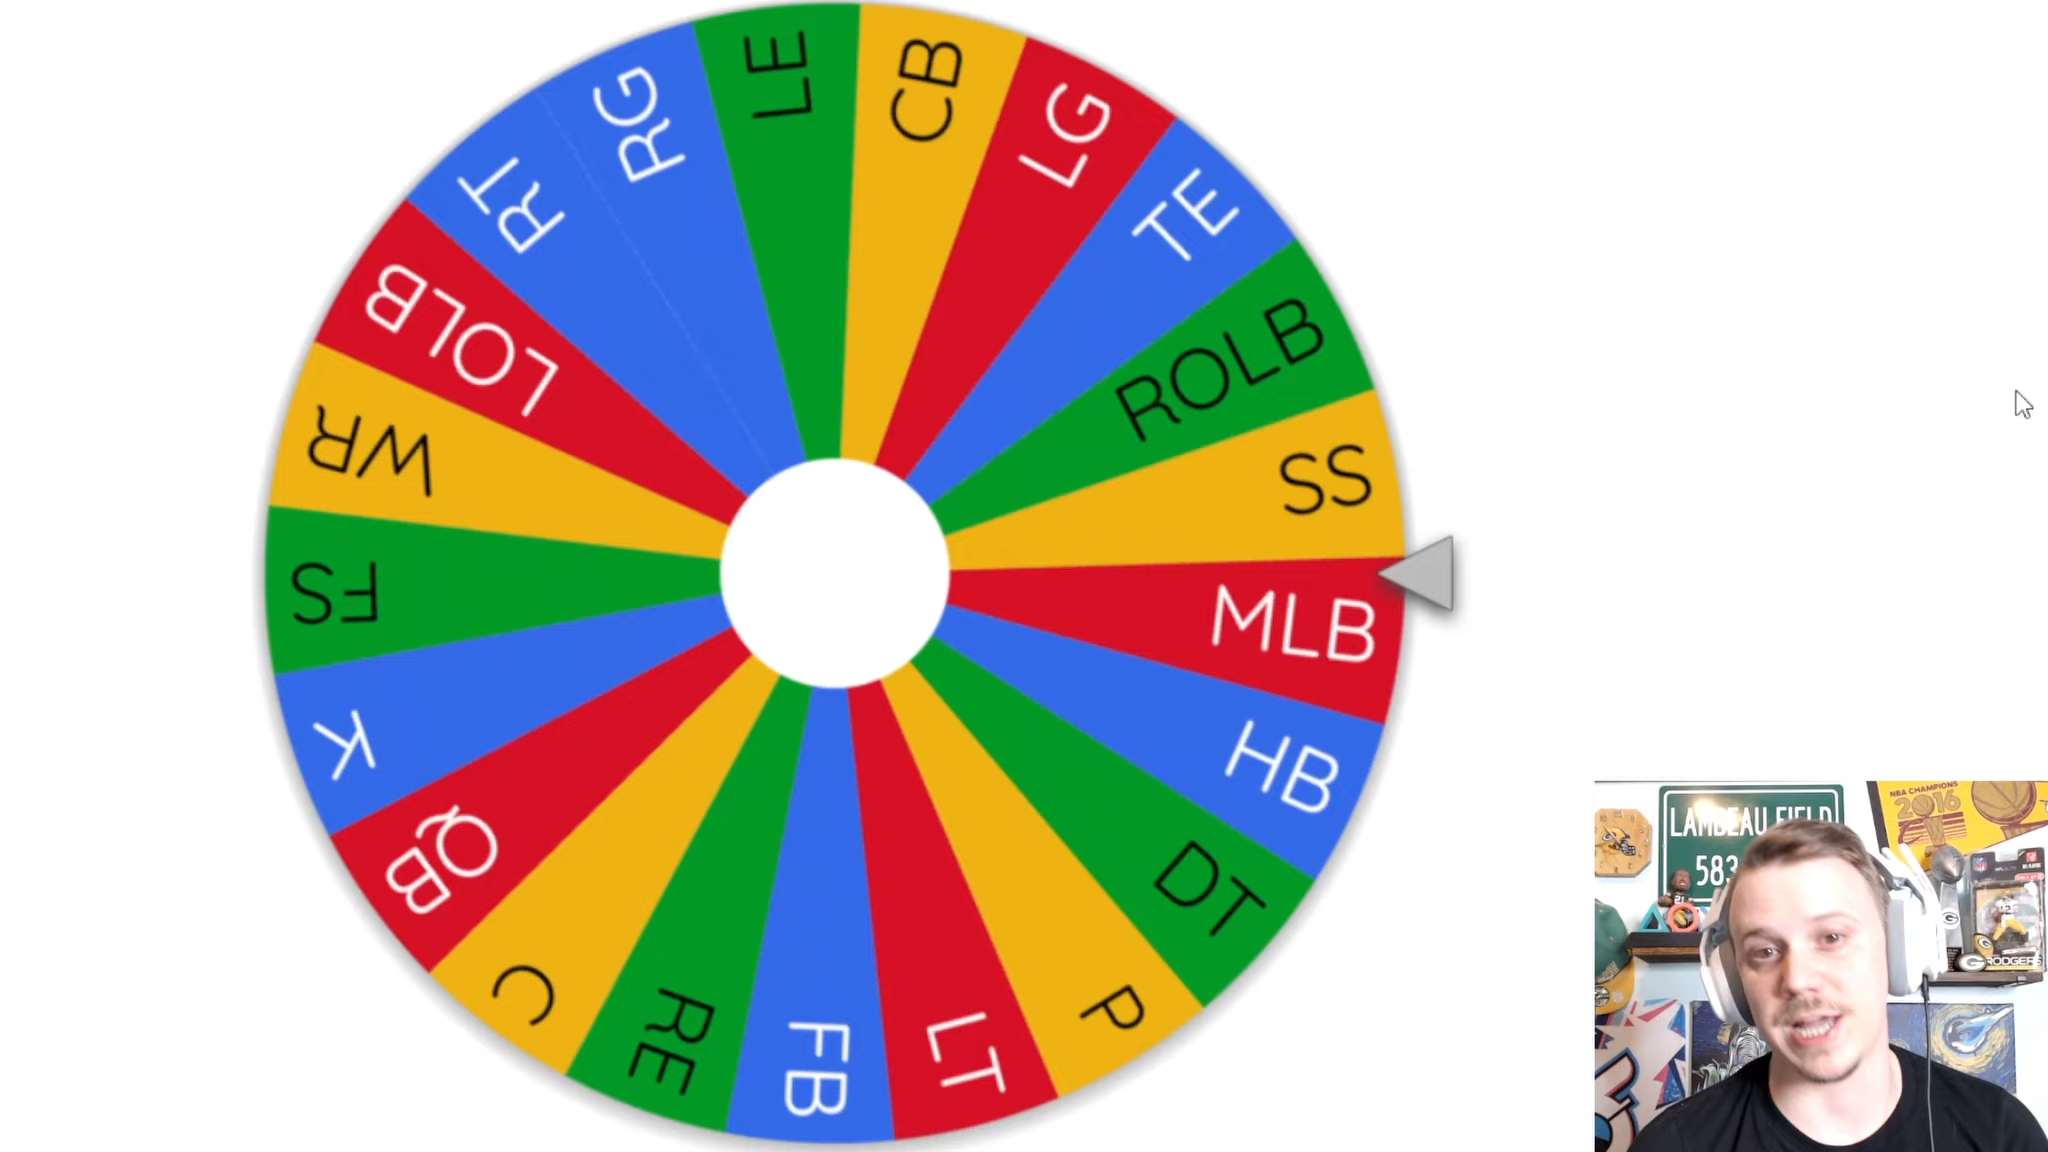 LE
CB
LG
TE
ROLB
SS
MLB
HB
DT
P
LT
FB
RE
C
QB
K
FS
WR
LOLB
RT
RG
LAMBEAU FIELD
583
NBA CHAMPIONS
2016
RODGERS
G
G
21